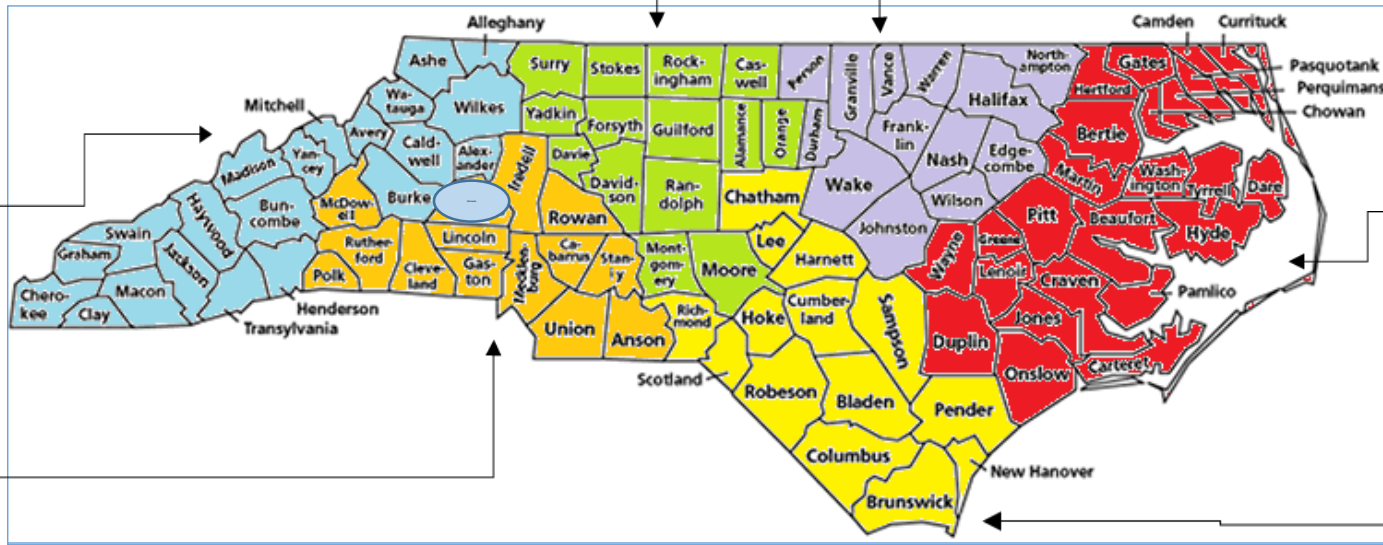 Alleghany
Camden
Currituck
Ashe
Surry
Stokes
Rock-
ingham
Cas-
well
Person
Granville
Vance
Warren
North-
ampton
Gates
Hertford
Pasquotank
Perquimans
Chowan
Mitchell
Wa-
tauga
Wilkes
Yadkin
Forsyth
Guilford
Alamance
Orange
Durham
Frank-
lin
Halifax
Bertie
Avery
Cald-
well
Alex-
ander
Iredell
Davie
Nash
Edge-
combe
Madison
Yan-
cey
Burke
–
David-
son
Ran-
dolph
Chatham
Wake
Wilson
Martin
Wash-
ington
Tyrrell
Dare
McDow-
ell
Bun-
combe
Haywood
Rowan
Johnston
Pitt
Beaufort
Hyde
Swain
Graham
Jackson
Ruther-
ford
Lincoln
Ca-
barrus
Stan-
ly
Mont-
gom-
ery
Moore
Lee
Harnett
Wayne
Greene
Lenoir
Craven
Pamlico
Chero-
kee
Clay
Macon
Henderson
Transylvania
Polk
Cleve-
land
Gas-
ton
Mecklen-
burg
Union
Anson
Rich-
mond
Hoke
Cumber-
land
Sampson
Duplin
Jones
Onslow
Carteret
Scotland
Robeson
Bladen
Pender
Columbus
New Hanover
Brunswick